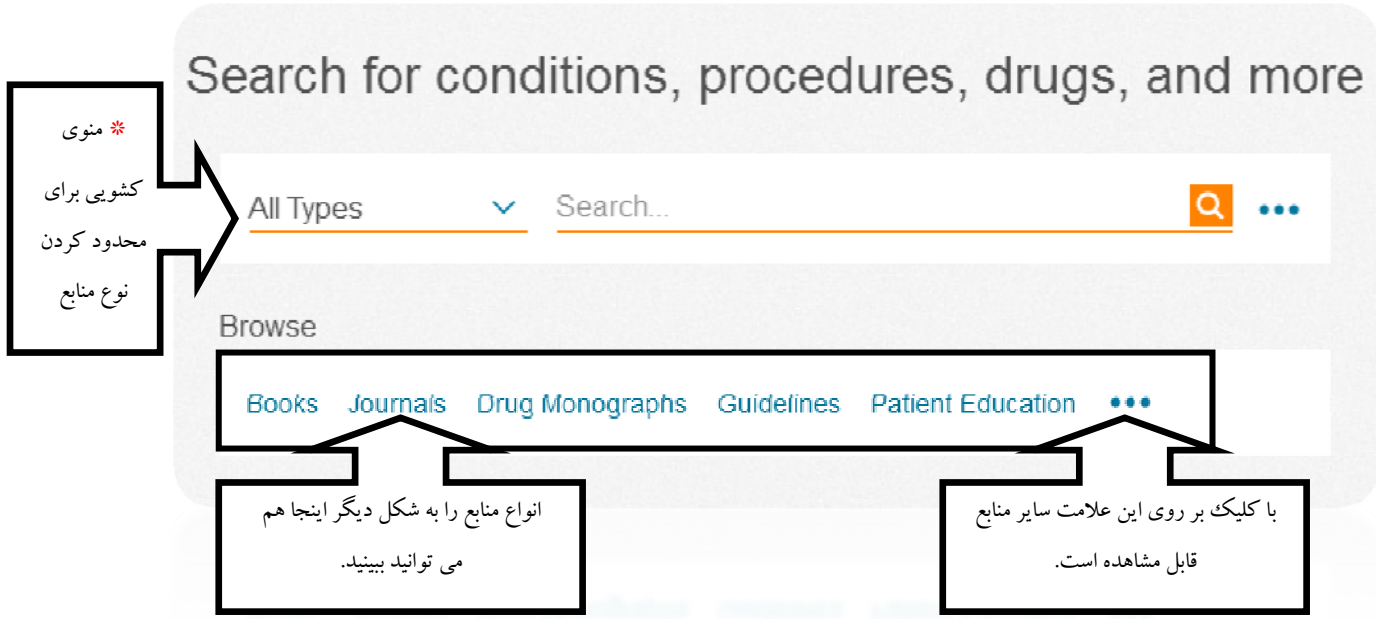 Search for conditions, procedures, drugs, and more
* منوی
کشویی برای
محدود کردن
نوع منابع
All Types
Search...
Browse
Books Journals Drug Monographs Guidelines Patient Education
انواع منابع را به شکل دیگر اینجا هم
می توانید ببینید.
با کلیک بر روی این علامت سایر منابع
قابل مشاهده است.